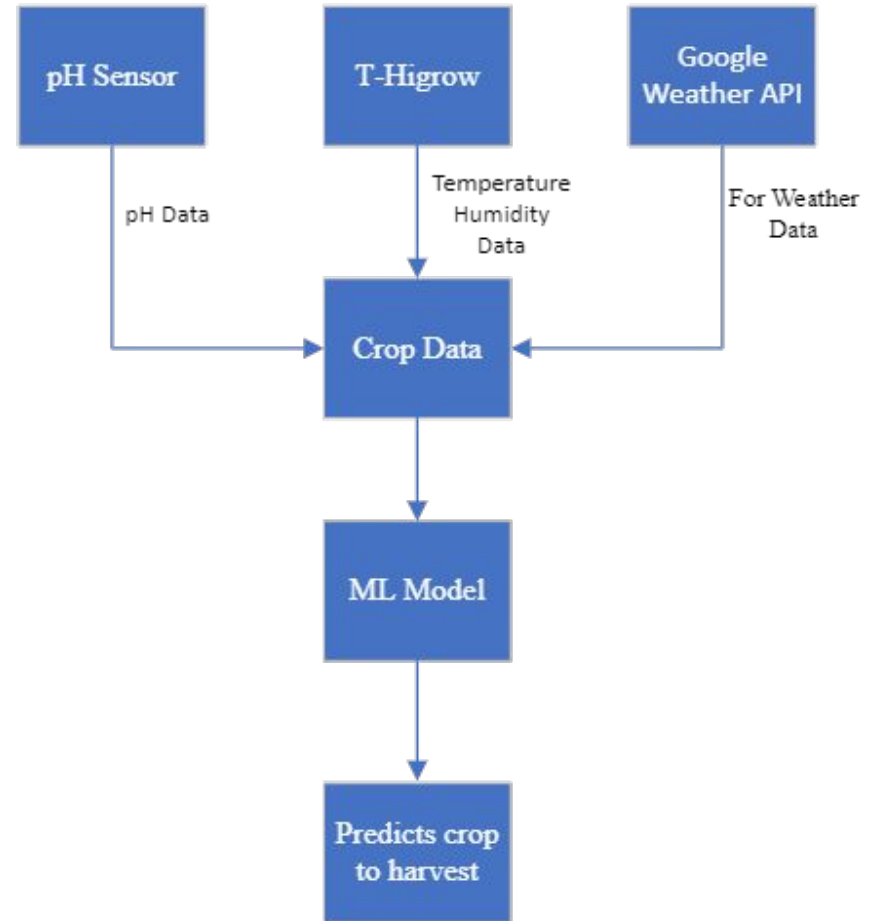 pH Sensor
T-Higrow
Google
Weather API
pH Data
Temperature
Humidity
Data
For Weather
Data
Crop Data
ML Model
Predicts crop
to harvest